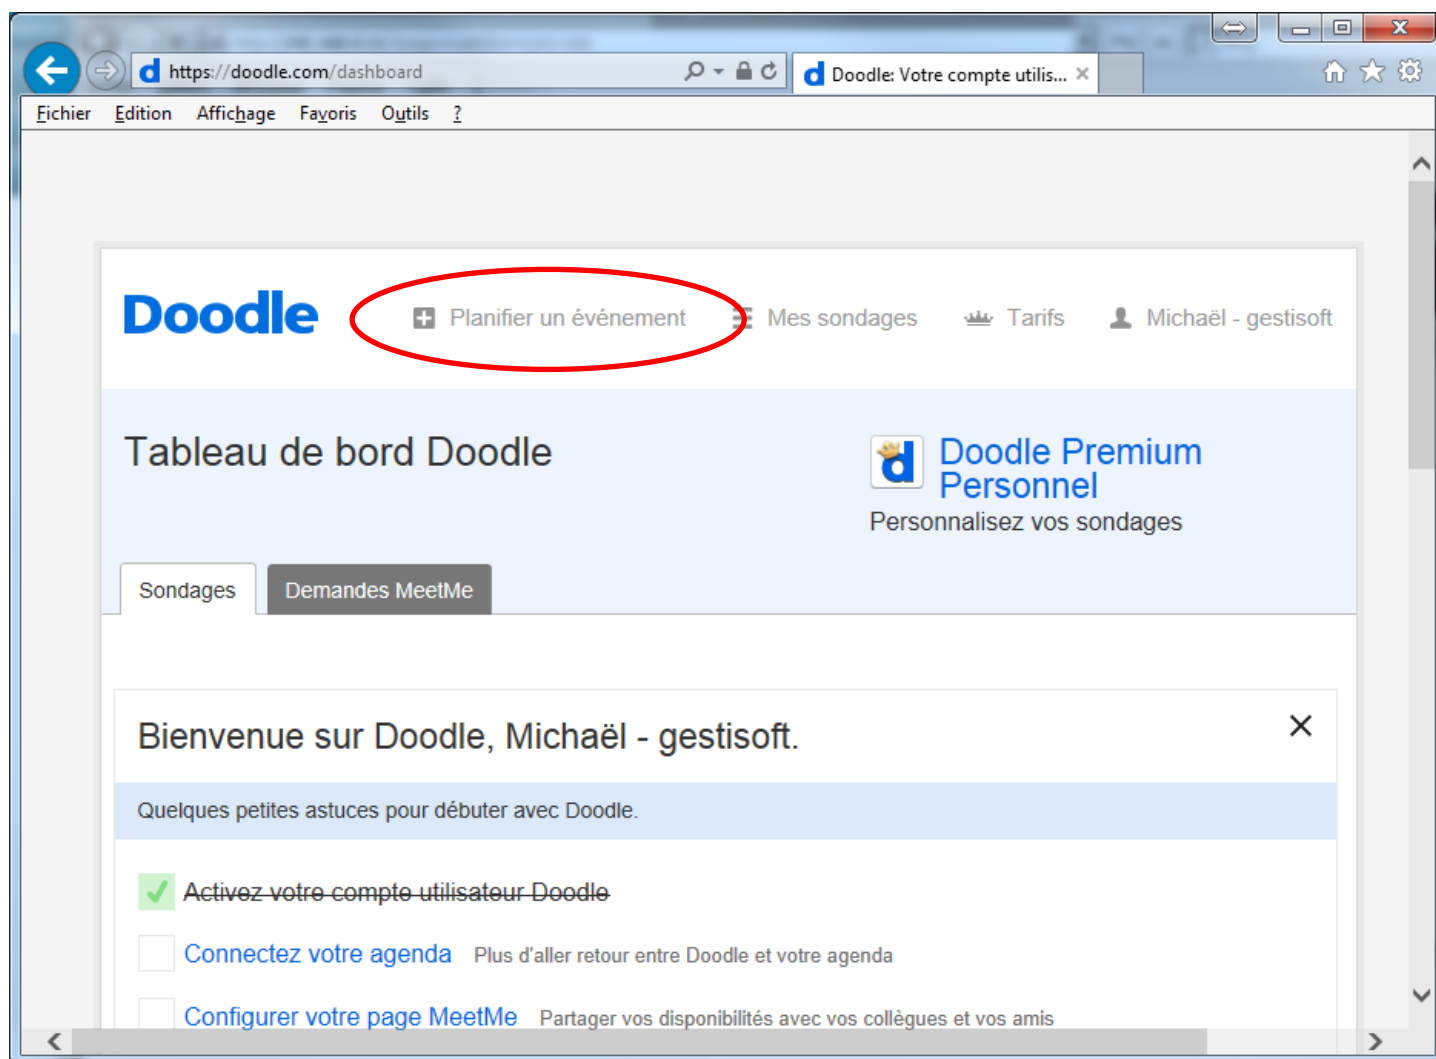 https://doodle.com/dashboard
Doodle: Votre compte utilis...
Fichier Edition Affichage Favoris Outils ?
Doodle Planifier un événement Mes sondages Tarifs Michaël - gestisoft
Tableau de bord Doodle
Doodle Premium
Personnel
Personnalisez vos sondages
Sondages Demandes MeetMe
Bienvenue sur Doodle, Michaël - gestisoft.
Quelques petites astuces pour débuter avec Doodle.
Activez votre compte utilisateur Doodle
Connectez votre agenda Plus d'aller retour entre Doodle et votre agenda
Configurer votre page MeetMe Partager vos disponibilités avec vos collègues et vos amis